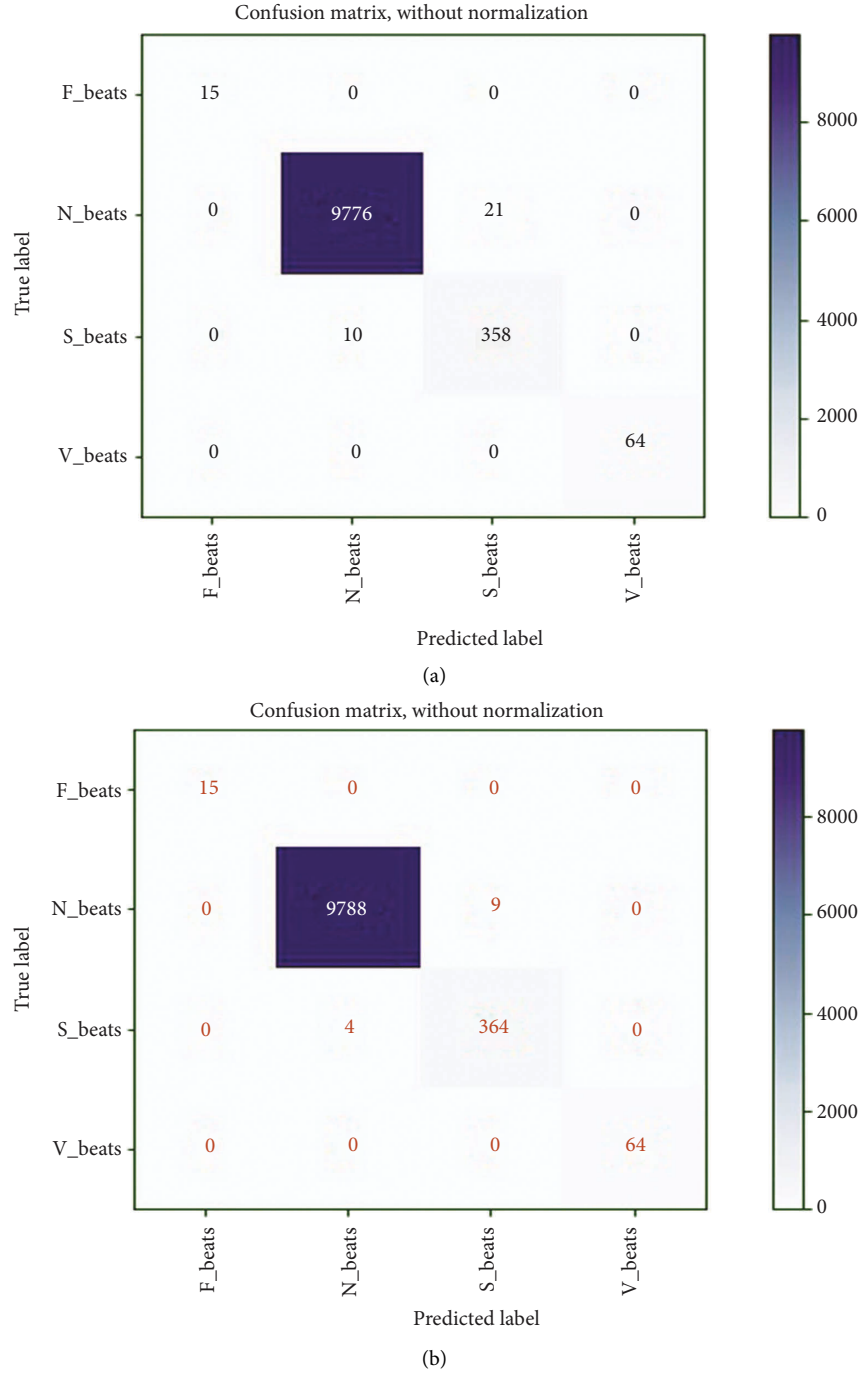 Confusion matrix, without normalization
F_beats 15 0 0 0
8000
N_beats 0 9776 21 0
6000
True label
S_beats 0 10 358 0
4000
2000
V_beats 0 0 0 64
0
F_beats N_beats S_beats V_beats
Predicted label
(a)
Confusion matrix, without normalization
F_beats 15 0 0 0
8000
N_beats 0 9788 9 0
6000
True label
S_beats 0 4 364 0
4000
2000
V_beats 0 0 0 64
0
F_beats N_beats S_beats V_beats
Predicted label
(b)